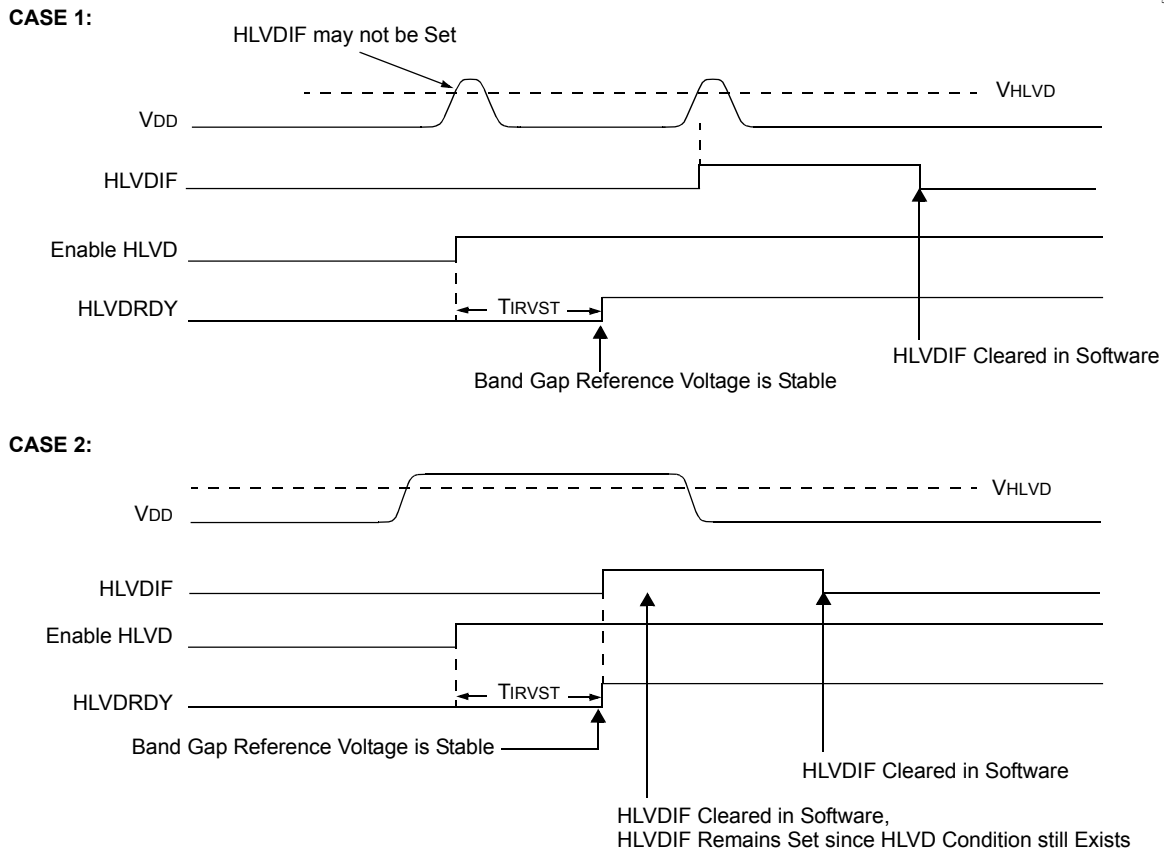 CASE 1:
HLVDIF may not be Set
VHLVD
VDD
HLVDIF
Enable HLVD
HLVDRDY
TIRVST
HLVDIF Cleared in Software
Band Gap Reference Voltage is Stable
CASE 2:
VHLVD
VDD
HLVDIF
Enable HLVD
HLVDRDY
TIRVST
Band Gap Reference Voltage is Stable
HLVDIF Cleared in Software
HLVDIF Cleared in Software,
HLVDIF Remains Set since HLVD Condition still Exists